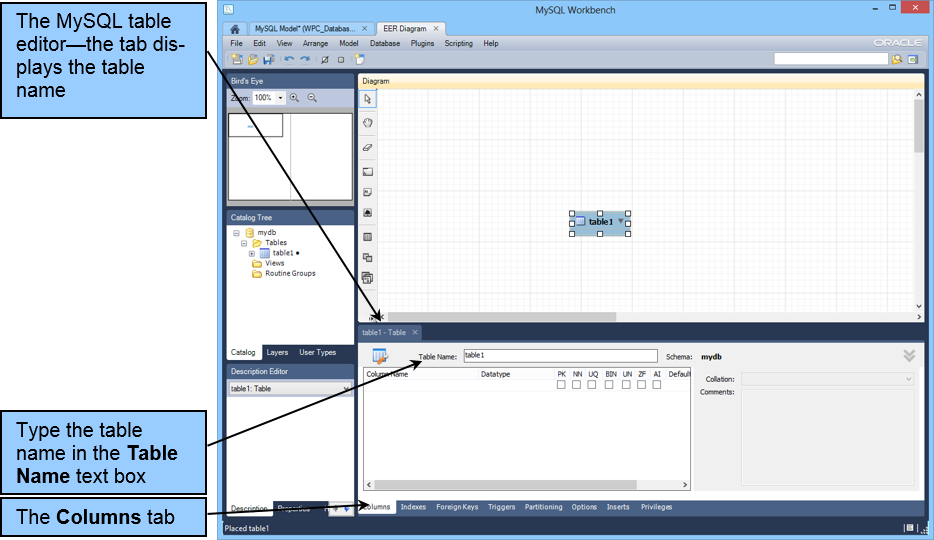 The MySQL table
editor—the tab dis-
plays the table
name
Type the table
name in the Table
Name text box
The Columns tab
MySQL Workbench
MySQL Model* (WPC_Databas...
EER Diagram
File Edit View Arrange Model Database Plugins Scripting Help
ORACLE
Bird's Eye
Zoom: 100%
Catalog Tree
mydb
Tables
table1
Views
Routine Groups
Catalog Layers User Types
Description Editor
table1: Table
Description Properties
Placed table1
Diagram
table1
table1 - Table
Table Name: table1 Schema: mydb
Column Name Datatype PK NN UQ BIN UN ZF AI Default
Collation:
Comments:
Columns Indexes Foreign Keys Triggers Partitioning Options Inserts Privileges